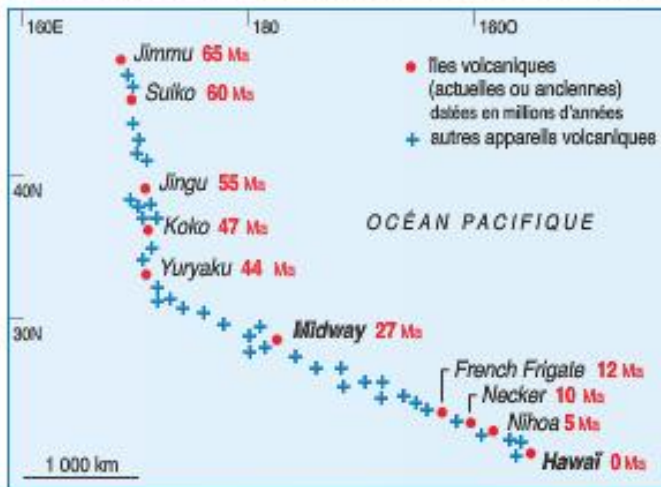 160E
180
160O
Jimmu 65 Ma
Suiko 60 Ma
îles volcaniques
(actuelles ou anciennes)
datées en millions d'années
autres appareils volcaniques
40N
Jingu 55 Ma
Koko 47 Ma
OCÉAN PACIFIQUE
Yuryaku 44 Ma
30N
Midway 27 Ma
French Frigate 12 Ma
Necker 10 Ma
Nihoa 5 Ma
Hawaï 0 Ma
1 000 km